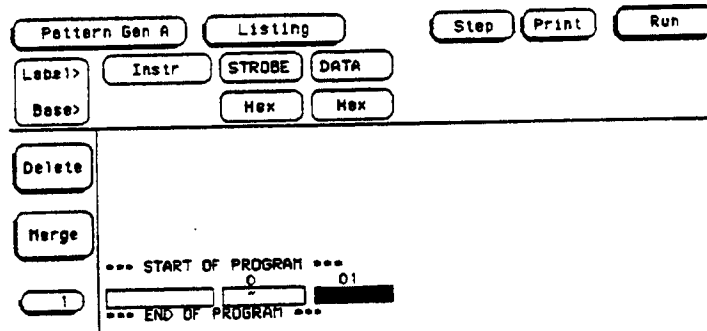 Pattern Gen A Listing Step Print Run
Label> Instr STROBE DATA
Base> Hex Hex
Delete
Merge
*** START OF PROGRAM ***
0 01
1
*** END OF PROGRAM ***